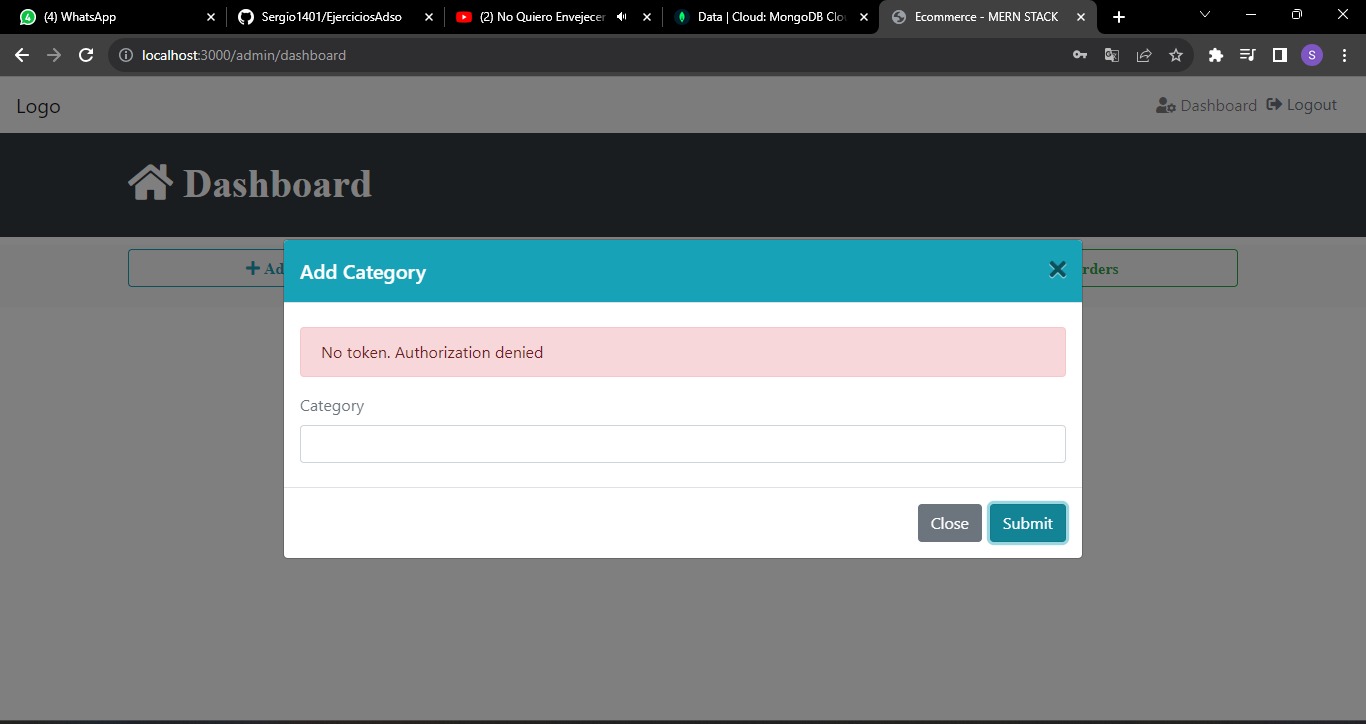 (4) WhatsApp
Sergio1401/EjerciciosAdso
(2) No Quiero Envejecer
Data | Cloud: MongoDB Clou
Ecommerce - MERN STACK
localhost:3000/admin/dashboard
S
Logo
Dashboard
Logout
Dashboard
Ad
rders
Add Category
No token. Authorization denied
Category
Close
Submit